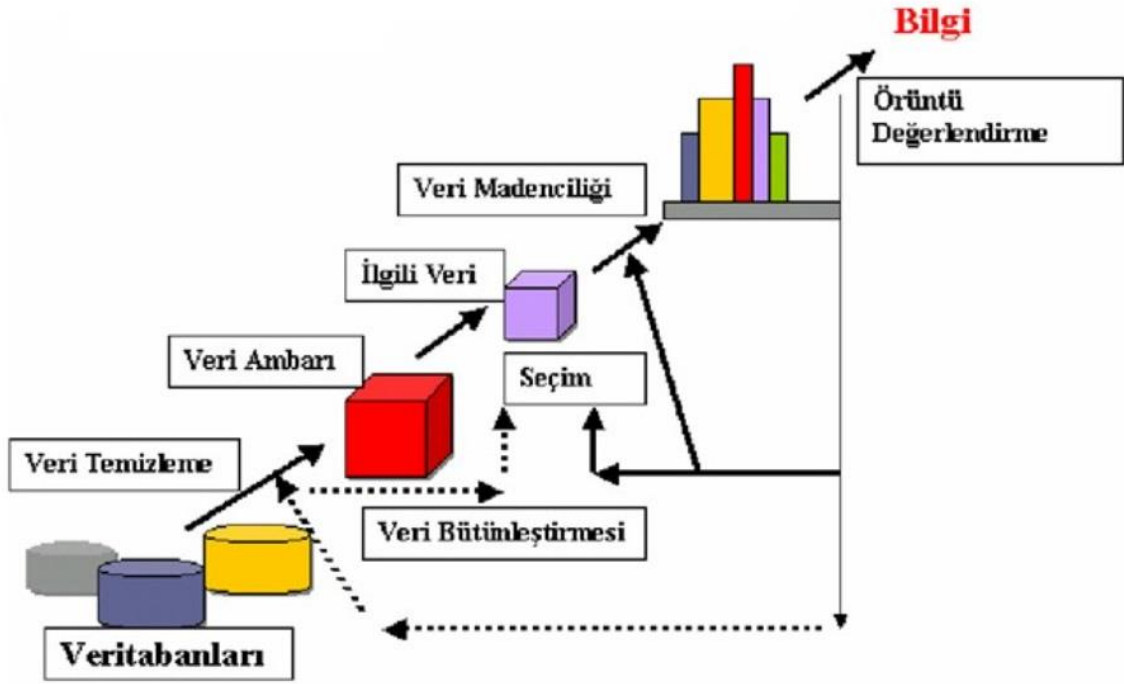 Bilgi
Örüntü
Değerlendirme
Veri Madenciliği
İlgili Veri
Veri Ambarı
Seçim
Veri Temizleme
Veri Bütünleştirmesi
Veritabanları